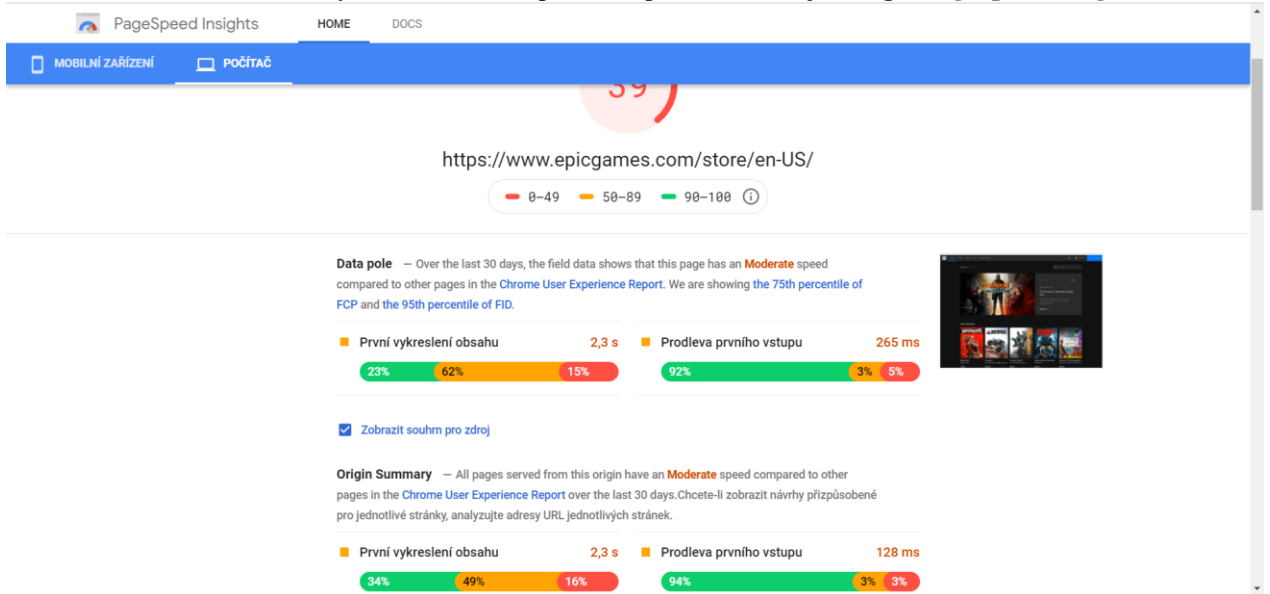 PageSpeed Insights HOME DOCS
MOBILNÍ ZAŘÍZENÍ POČÍTAČ
39
https://www.epicgames.com/store/en-US/
0–49 50–89 90–100
Data pole — Over the last 30 days, the field data shows that this page has an Moderate speed
compared to other pages in the Chrome User Experience Report. We are showing the 75th percentile of
FCP and the 95th percentile of FID.
První vykreslení obsahu 2,3 s Prodleva prvního vstupu 265 ms
23% 62% 15% 92% 3% 5%
Zobrazit souhrn pro zdroj
Origin Summary — All pages served from this origin have an Moderate speed compared to other
pages in the Chrome User Experience Report over the last 30 days.Chcete-li zobrazit návrhy přizpůsobené
pro jednotlivé stránky, analyzujte adresy URL jednotlivých stránek.
První vykreslení obsahu 2,3 s Prodleva prvního vstupu 128 ms
34% 49% 16% 94% 3% 3%